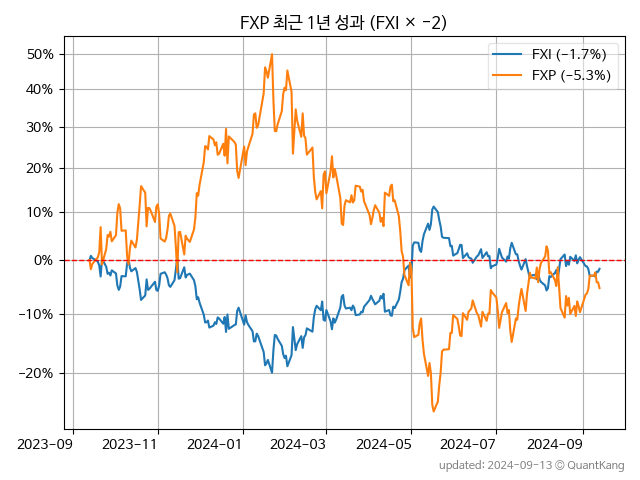 FXP 최근 1년 성과 (FXI × −2)
FXI (−1.7%)
FXP (−5.3%)
50%
40%
30%
20%
10%
0%
−10%
−20%
2023-09 2023-11 2024-01 2024-03 2024-05 2024-07 2024-09
updated: 2024-09-13 © QuantKang